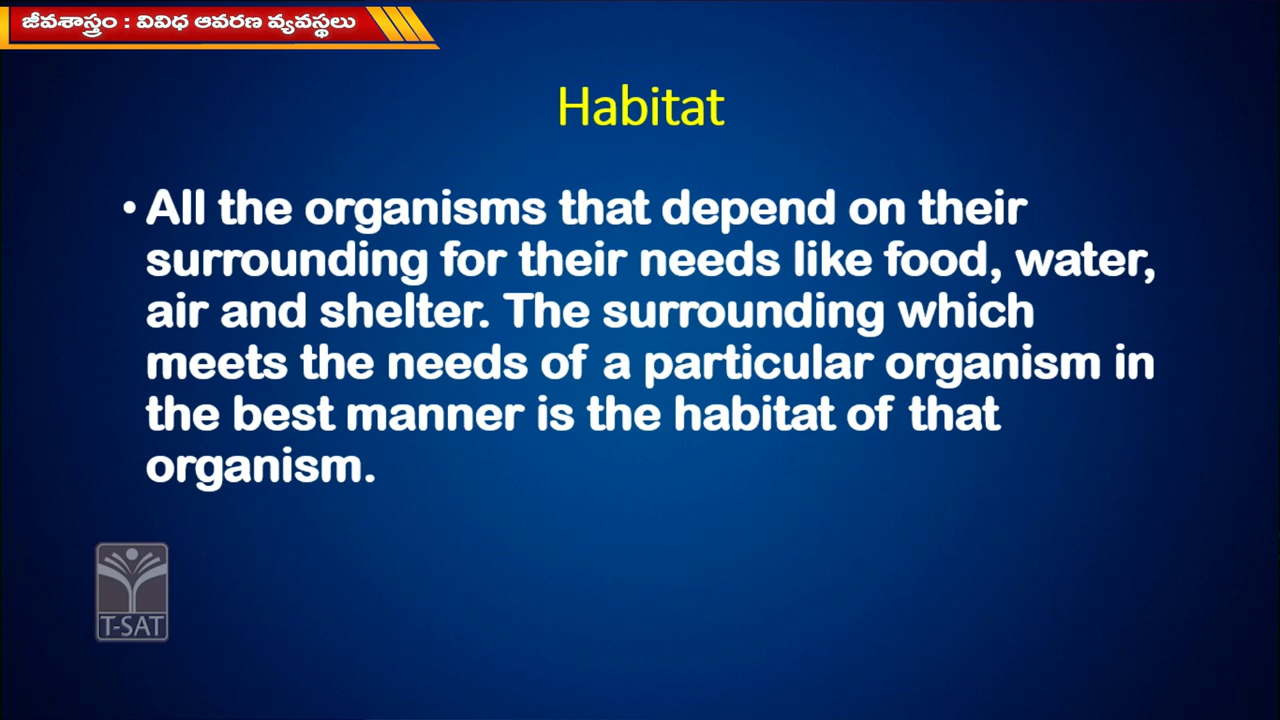 జీవశాస్త్రం : వివిధ ఆవరణ వ్యవస్థలు
Habitat
• All the organisms that depend on their
surrounding for their needs like food, water,
air and shelter. The surrounding which
meets the needs of a particular organism in
the best manner is the habitat of that
organism.
T-SAT